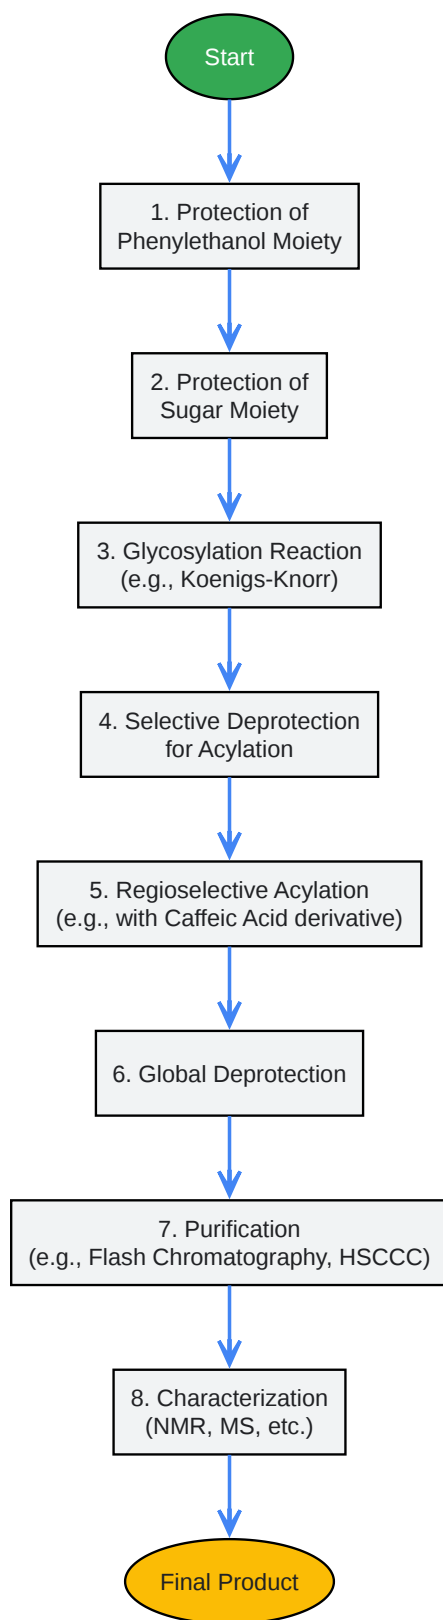 Start
1. Protection of
Phenylethanol Moiety
2. Protection of
Sugar Moiety
3. Glycosylation Reaction
(e.g., Koenigs-Knorr)
4. Selective Deprotection
for Acylation
5. Regioselective Acylation
(e.g., with Caffeic Acid derivative)
6. Global Deprotection
7. Purification
(e.g., Flash Chromatography, HSCCC)
8. Characterization
(NMR, MS, etc.)
Final Product